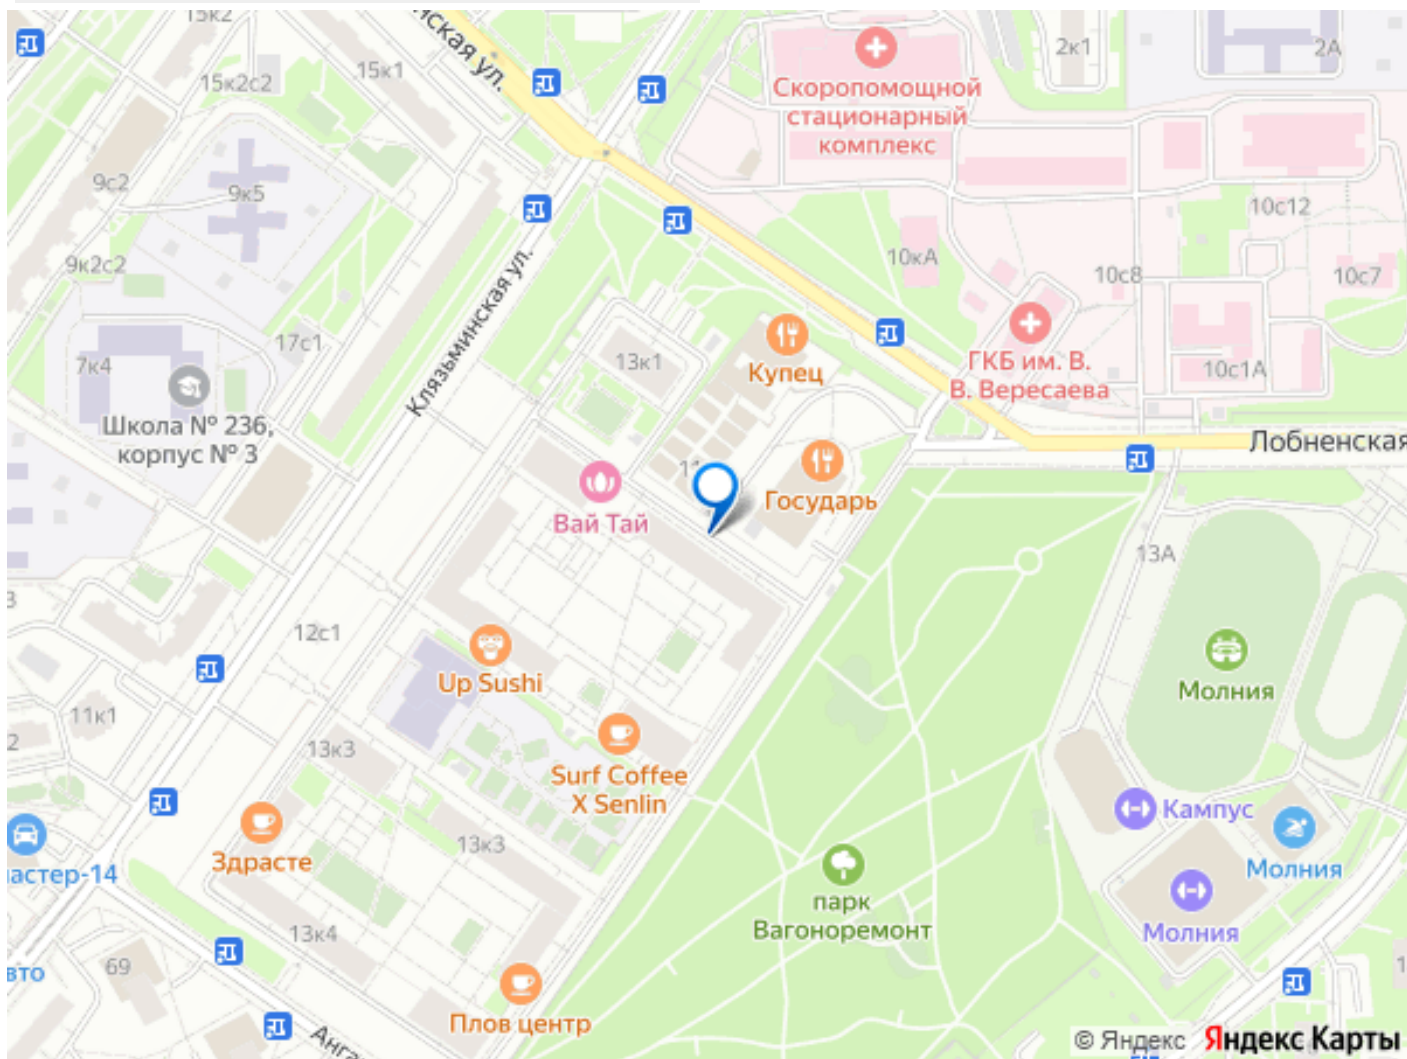 15к2
нская ул.
2к1
2А
15к1
15к2с2
Скоропомощной
стационарный
комплекс
9с2
9к5
10с12
10кА
10с8
10с7
9к2с2
Клязьминская ул.
17с1
7к4
13к1
Купец
ГКБ им. В.
В. Вересаева
10с1А
Школа № 236,
корпус № 3
Лобненская
Государь
Вай Тай
13А
12с1
Up Sushi
Молния
11к1
2
13к3
Surf Coffee
X Senlin
Кампус
13к3
Здрасте
Молния
астер-14
парк
Вагоноремонт
Молния
13к4
69
вто
Плов центр
Анга
© Яндекс Яндекс Карты